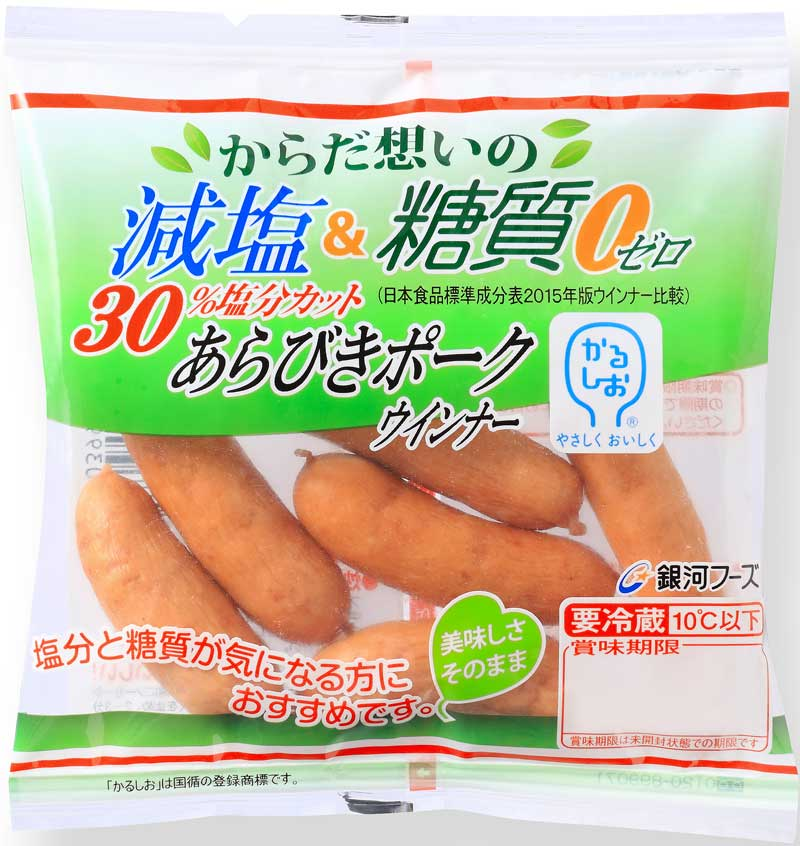 からだ想いの
減塩&糖質0ゼロ
30%塩分カット(日本食品標準成分表2015年版ウインナー比較)
あらびきポーク
ウインナー
かる
しお
®
やさしく おいしく
銀河フーズ
要冷蔵 10℃以下
賞味期限
賞味期限は未開封状態での期限です
美味しさ
そのまま
塩分と糖質が気になる方に
おすすめです。
「かるしお」は国循の登録商標です。